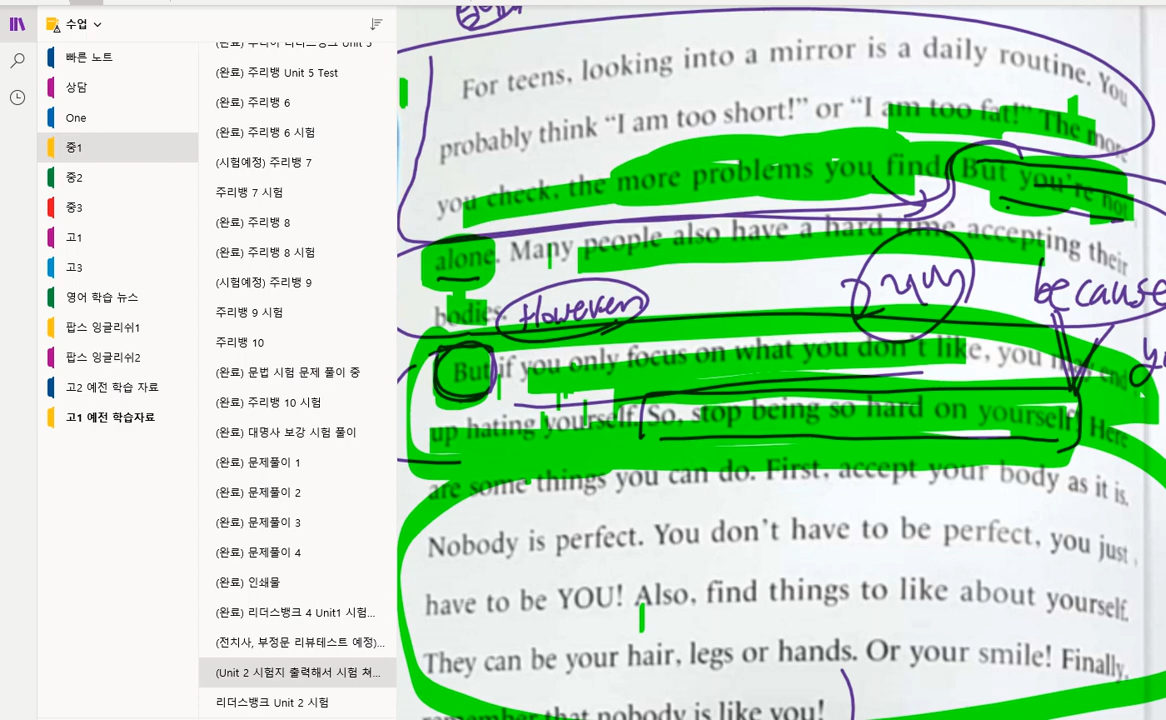 수업
빠른 노트
상담
One
중1
중2
중3
고1
고3
영어 학습 뉴스
팝스 잉글리쉬1
팝스 잉글리쉬2
고2 예전 학습 자료
고1 예전 학습자료
(완료) 주리뱅 Unit 5 Test
(완료) 주리뱅 6
(완료) 주리뱅 6 시험
(시험예정) 주리뱅 7
주리뱅 7 시험
(완료) 주리뱅 8
(완료) 주리뱅 8 시험
(시험예정) 주리뱅 9
주리뱅 9 시험
주리뱅 10
(완료) 문법 시험 문제 풀이 중
(완료) 주리뱅 10 시험
(완료) 대명사 보강 시험 풀이
(완료) 문제풀이 1
(완료) 문제풀이 2
(완료) 문제풀이 3
(완료) 문제풀이 4
(완료) 인쇄물
(완료) 리더스뱅크 4 Unit1 시험...
(전치사, 부정문 리뷰테스트 예정)...
(Unit 2 시험지 출력해서 시험 쳐...
리더스뱅크 Unit 2 시험
For teens, looking into a mirror is a daily routine. You
probably think “I am too short!” or “I am too fat!” The more
you check, the more problems you find. But you're not
alone. Many people also have a hard time accepting their
bodies. However because
But if you only focus on what you don't like, you may end
up hating yourself. So, stop being so hard on yourself. Here
are some things you can do. First, accept your body as it is.
Nobody is perfect. You don't have to be perfect, you just
have to be YOU! Also, find things to like about yourself.
They can be your hair, legs or hands. Or your smile! Finally,
remember that nobody is like you!